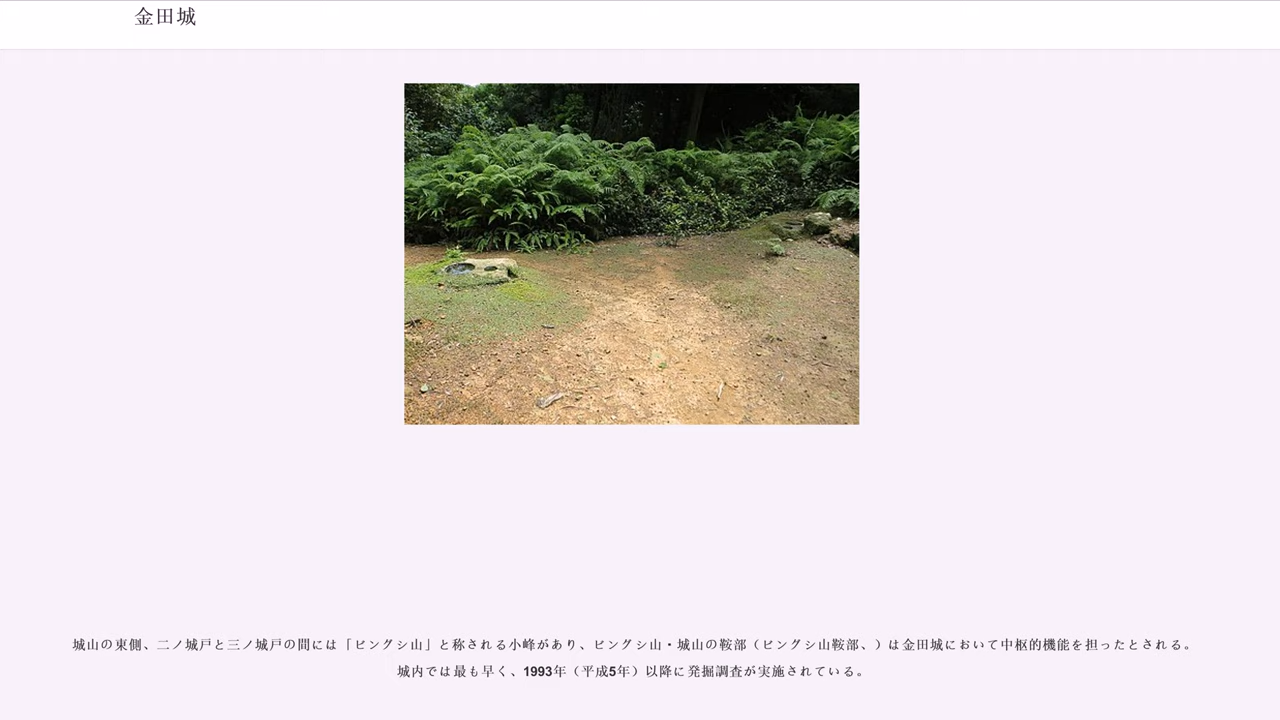 金田城
城山の東側、二ノ城戸と三ノ城戸の間には「ビングシ山」と称される小峰があり、ビングシ山・城山の鞍部（ビングシ山鞍部、）は金田城において中枢的機能を担ったとされる。
城内では最も早く、1993年（平成5年）以降に発掘調査が実施されている。